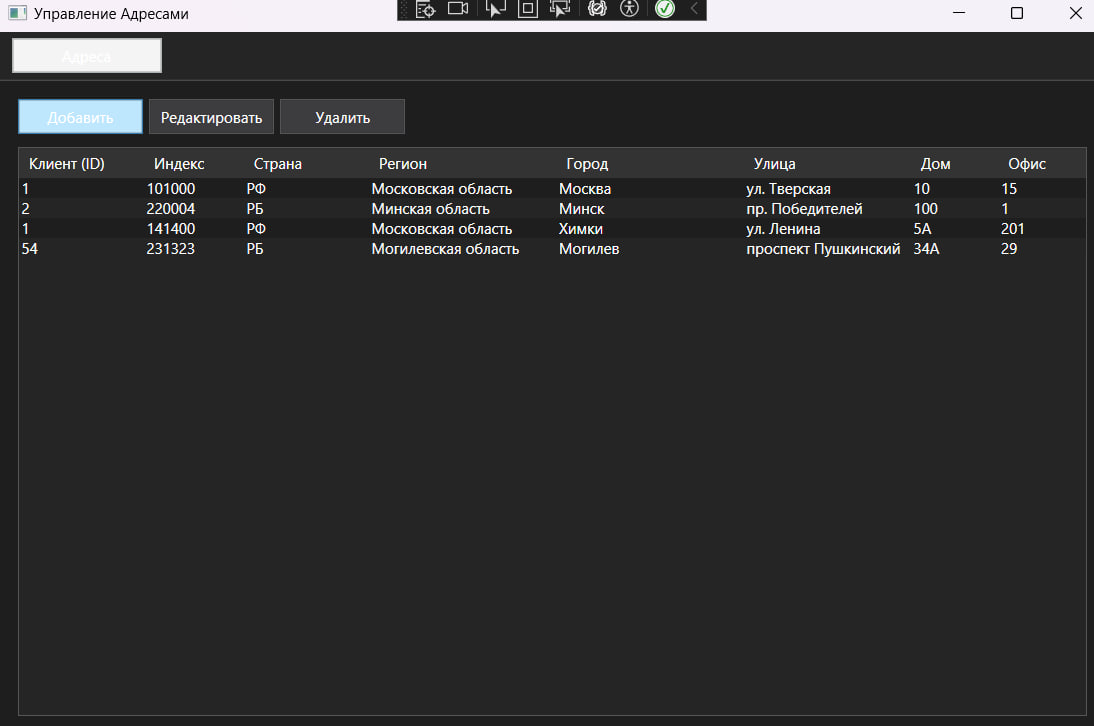 Управление Адресами
Адреса
Добавить Редактировать Удалить
Клиент (ID) Индекс Страна Регион Город Улица Дом Офис
1 101000 РФ Московская область Москва ул. Тверская 10 15
2 220004 РБ Минская область Минск пр. Победителей 100 1
1 141400 РФ Московская область Химки ул. Ленина 5А 201
54 231323 РБ Могилевская область Могилев проспект Пушкинский 34А 29